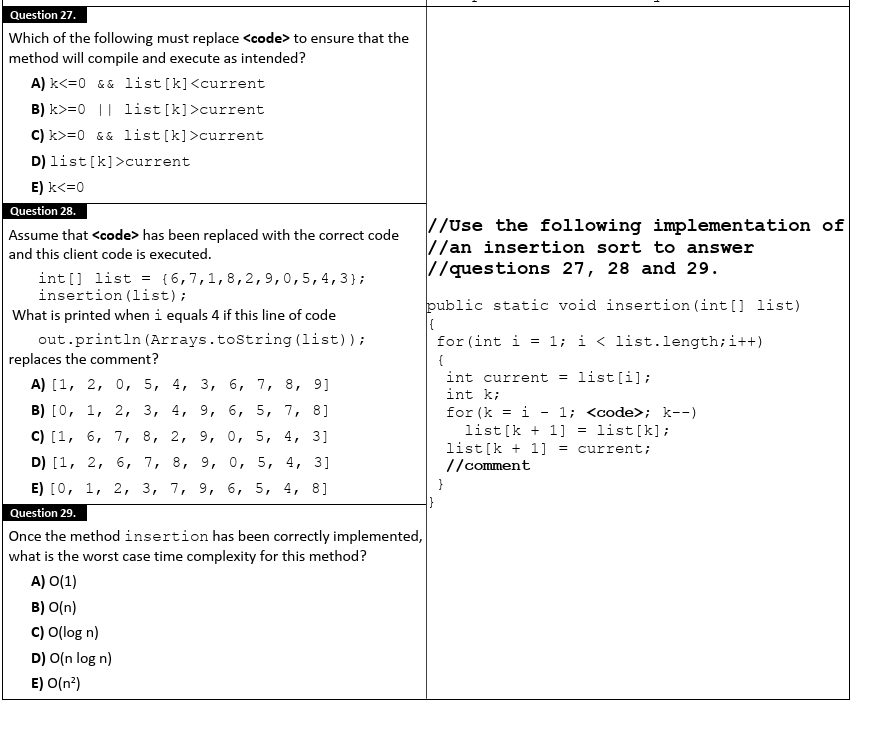 Question 27.
Which of the following must replace <code> to ensure that the
method will compile and execute as intended?
A) k<=0 && list[k]<current
B) k>=0 || list[k]>current
C) k>=0 && list[k]>current
D) list[k]>current
E) k<=0
Question 28.
Assume that <code> has been replaced with the correct code
and this client code is executed.
int[] list = {6,7,1,8,2,9,0,5,4,3};
insertion(list);
What is printed when i equals 4 if this line of code
out.println(Arrays.toString(list));
replaces the comment?
A) [1, 2, 0, 5, 4, 3, 6, 7, 8, 9]
B) [0, 1, 2, 3, 4, 9, 6, 5, 7, 8]
C) [1, 6, 7, 8, 2, 9, 0, 5, 4, 3]
D) [1, 2, 6, 7, 8, 9, 0, 5, 4, 3]
E) [0, 1, 2, 3, 7, 9, 6, 5, 4, 8]
Question 29.
Once the method insertion has been correctly implemented,
what is the worst case time complexity for this method?
A) O(1)
B) O(n)
C) O(log n)
D) O(n log n)
E) O(n²)
//Use the following implementation of
//an insertion sort to answer
//questions 27, 28 and 29.
public static void insertion(int[] list)
{
for(int i = 1; i < list.length;i++)
{
int current = list[i];
int k;
for(k = i - 1; <code>; k--)
list[k + 1] = list[k];
list[k + 1] = current;
//comment
}
}